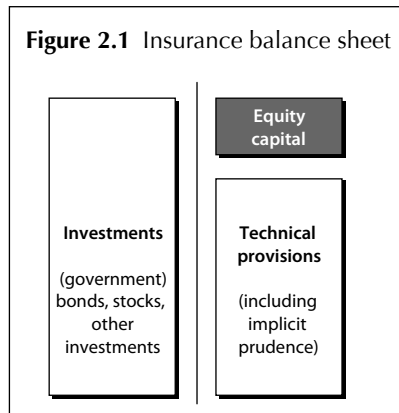 Figure 2.1 Insurance balance sheet
Equity
capital
Investments
(government)
bonds, stocks,
other
investments
Technical
provisions
(including
implicit
prudence)